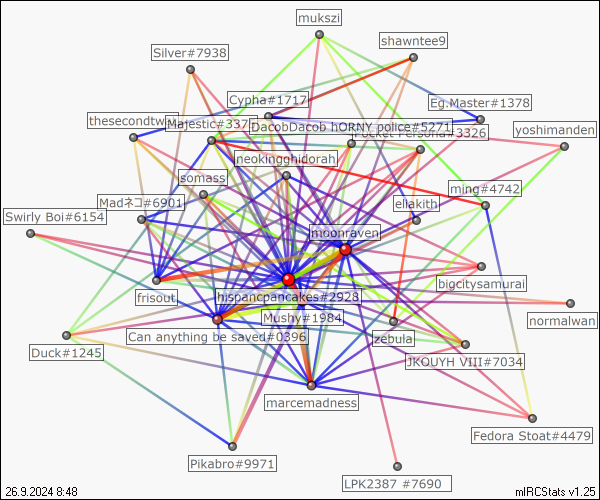 mukszi
shawntee9
Silver#7938
Cypha#1717
Eg.Master#1378
thesecondtw
Majestic#337
DacobDacob hORNY police#5271
3326
yoshimanden
neokingghidorah
somass
ming#4742
Madネコ#6901
ellakith
Swirly Boi#6154
moonraven
bigcitysamurai
frisout
hispancpancakes#2928
normalwan
Mushy#1984
Can anything be saved#0396
zebula
Duck#1245
JKOUYH VIII#7034
marcemadness
Fedora Stoat#4479
Pikabro#9971
LPK2387 #7690
26.9.2024 8:48
mIRCStats v1.25